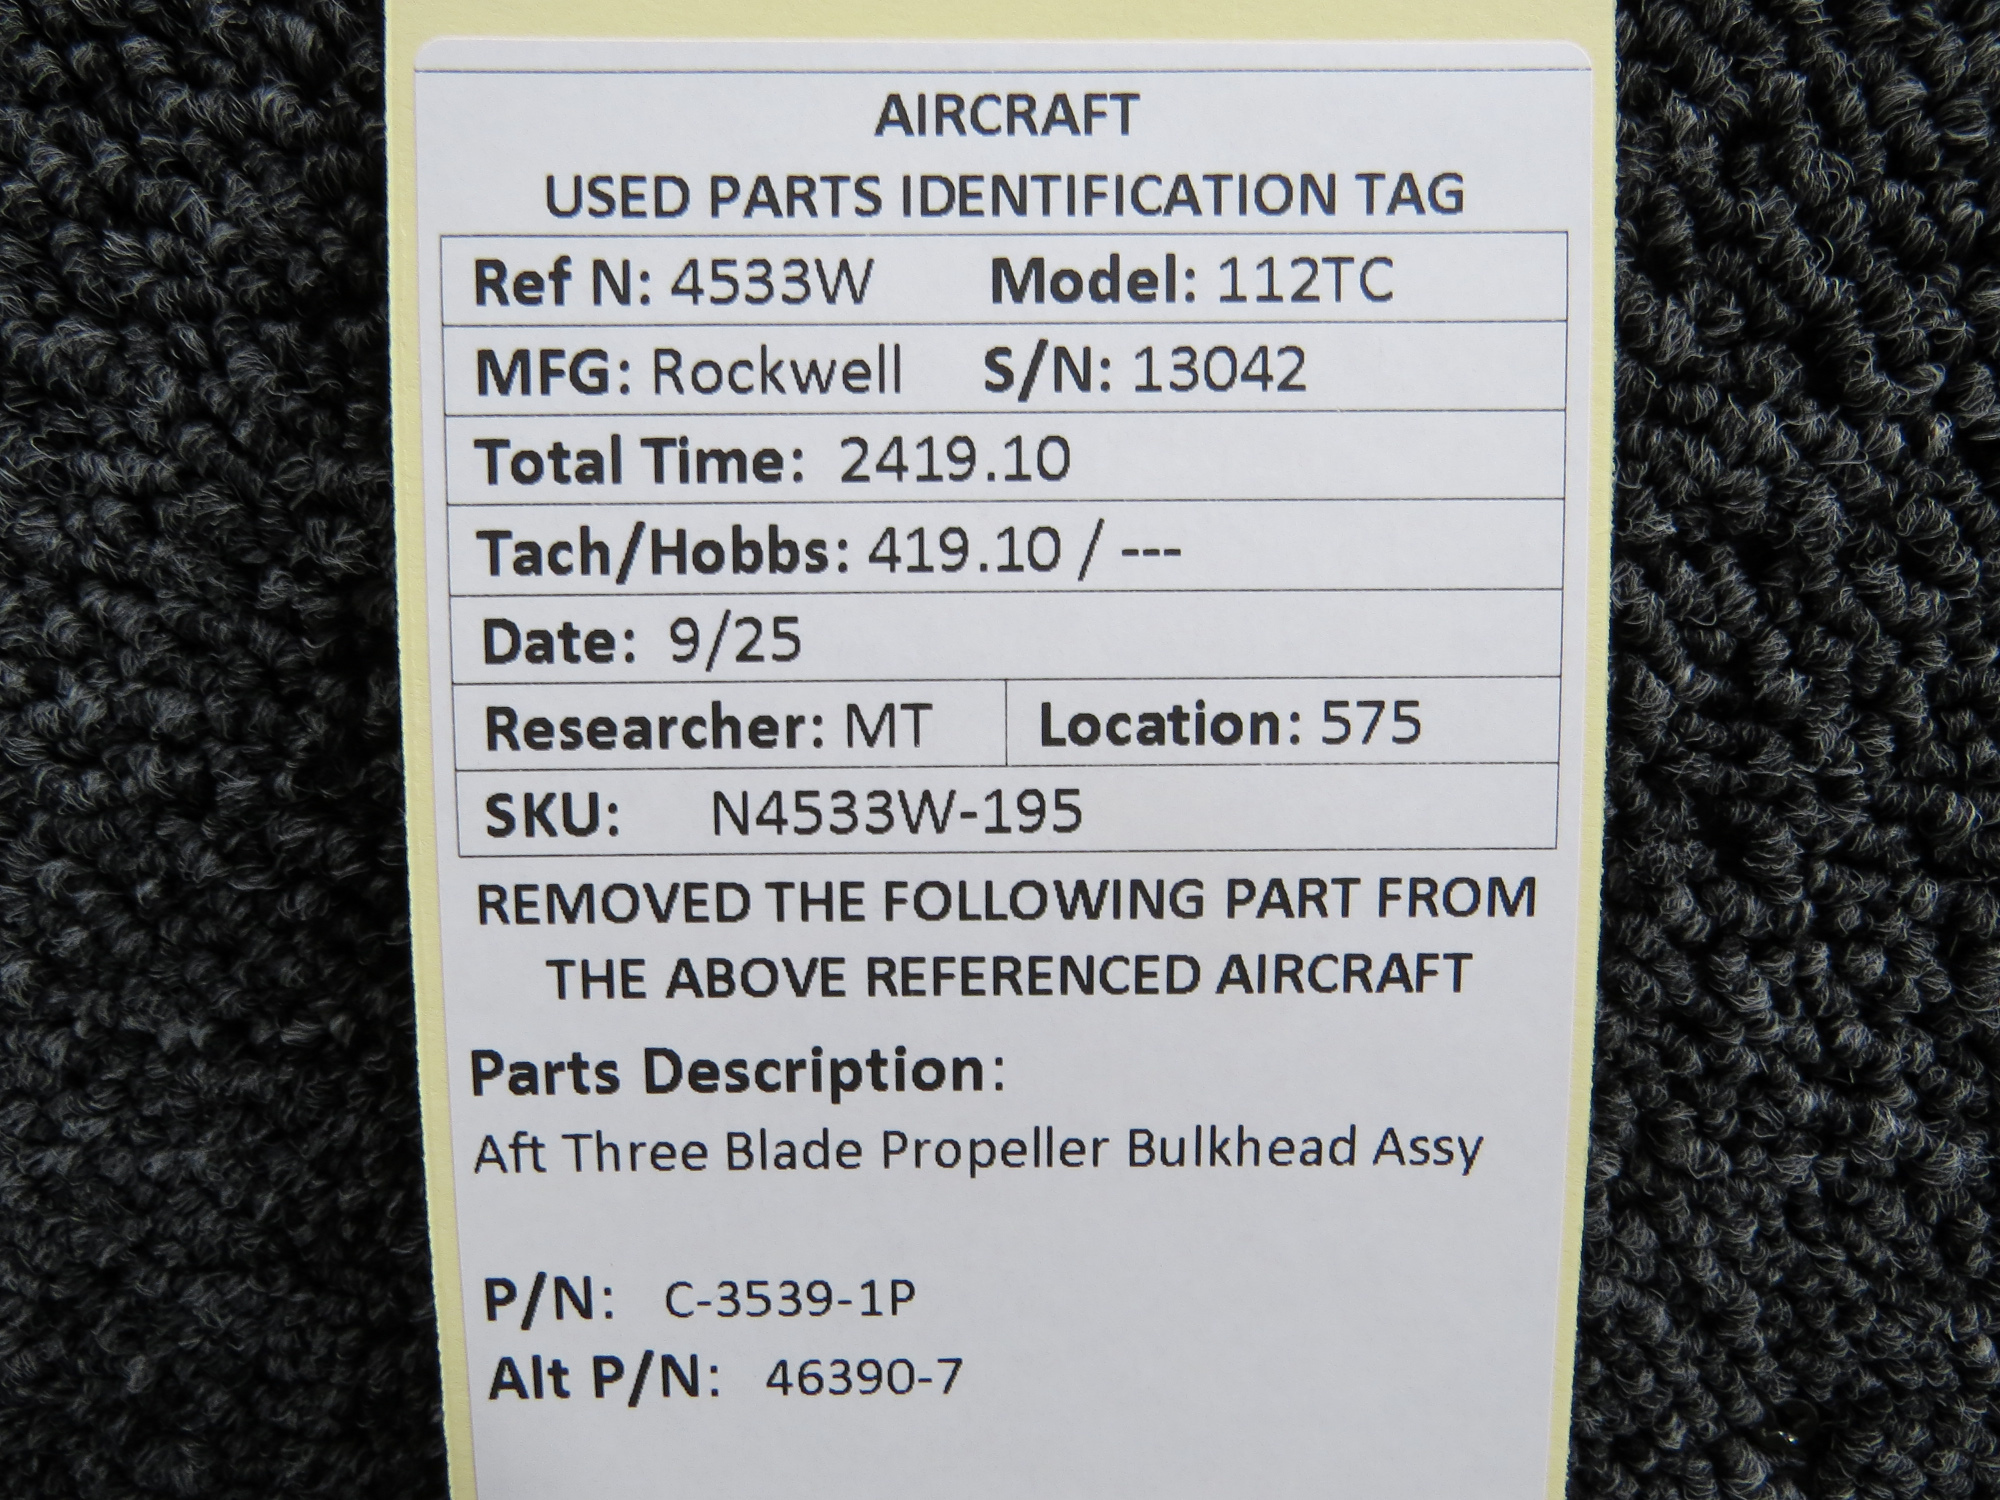 AIRCRAFT
USED PARTS IDENTIFICATION TAG
Ref N: 4533W Model: 112TC
MFG: Rockwell S/N: 13042
Total Time: 2419.10
Tach/Hobbs: 419.10 / ---
Date: 9/25
Researcher: MT Location: 575
SKU: N4533W-195
REMOVED THE FOLLOWING PART FROM
THE ABOVE REFERENCED AIRCRAFT
Parts Description:
Aft Three Blade Propeller Bulkhead Assy
P/N: C-3539-1P
Alt P/N: 46390-7